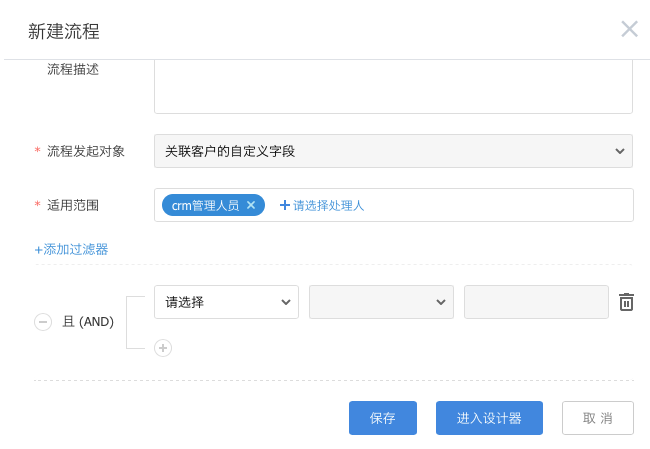 新建流程
流程描述
* 流程发起对象 关联客户的自定义字段
* 适用范围 crm管理人员 × +请选择处理人
+添加过滤器
且 (AND) 请选择
保存 进入设计器 取 消